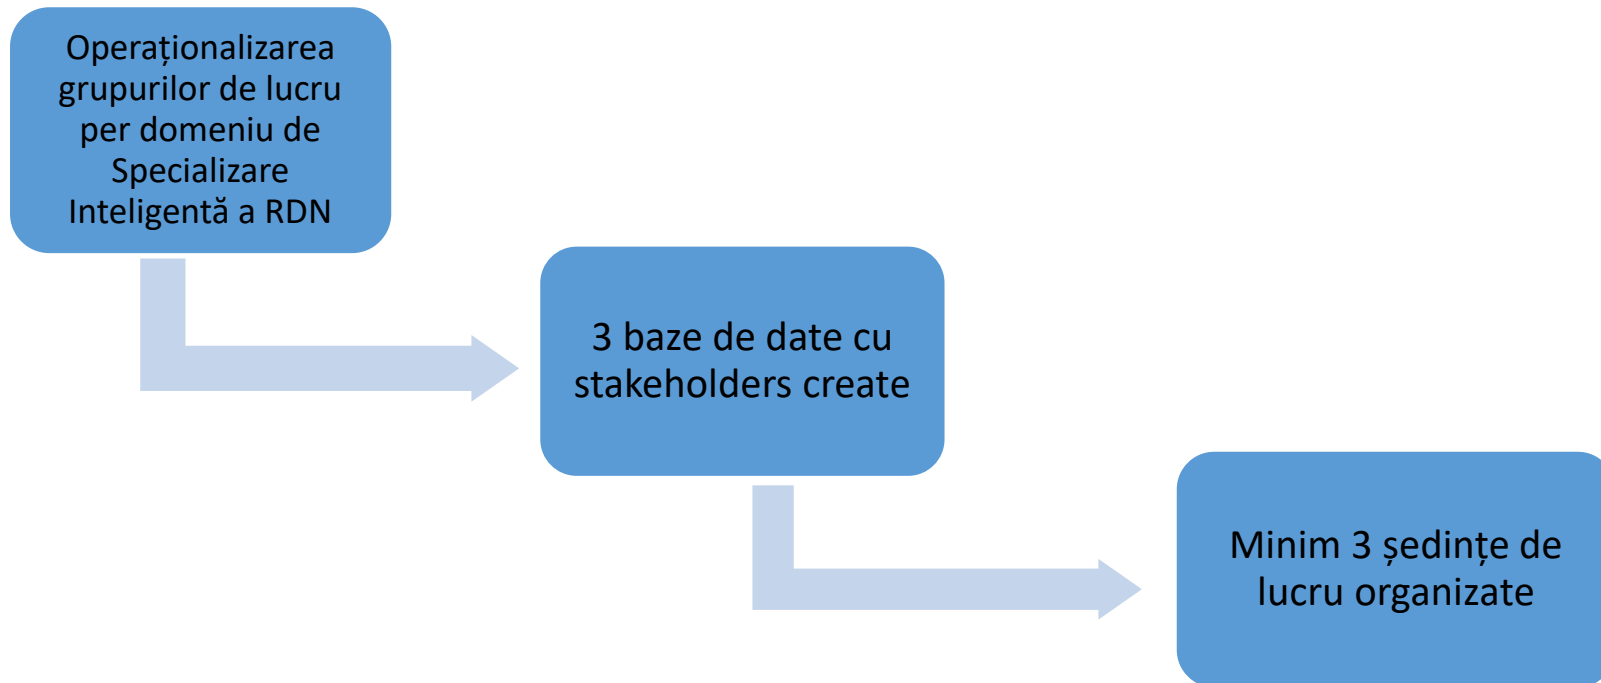 Operaționalizarea
grupurilor de lucru
per domeniu de
Specializare
Inteligentă a RDN
3 baze de date cu
stakeholders create
Minim 3 ședințe de
lucru organizate